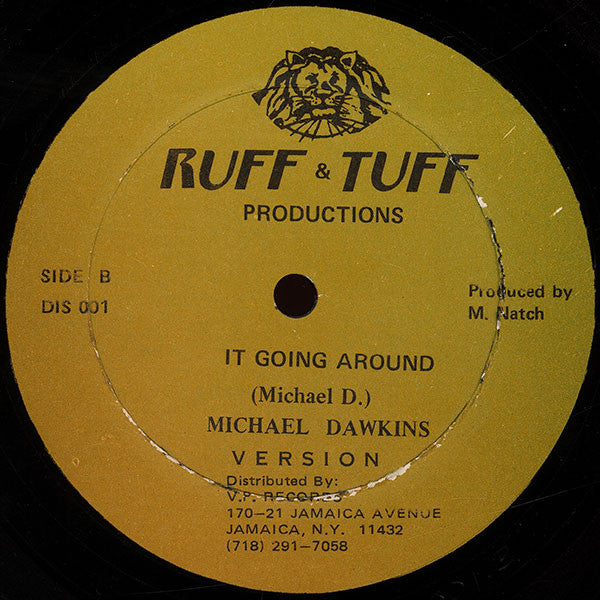 RUFF & TUFF
PRODUCTIONS
SIDE B
DIS 001
Produced by
M. Natch
IT GOING AROUND
(Michael D.)
MICHAEL DAWKINS
VERSION
Distributed By:
V.P. RECORDS
170-21 JAMAICA AVENUE
JAMAICA, N.Y. 11432
(718) 291-7058